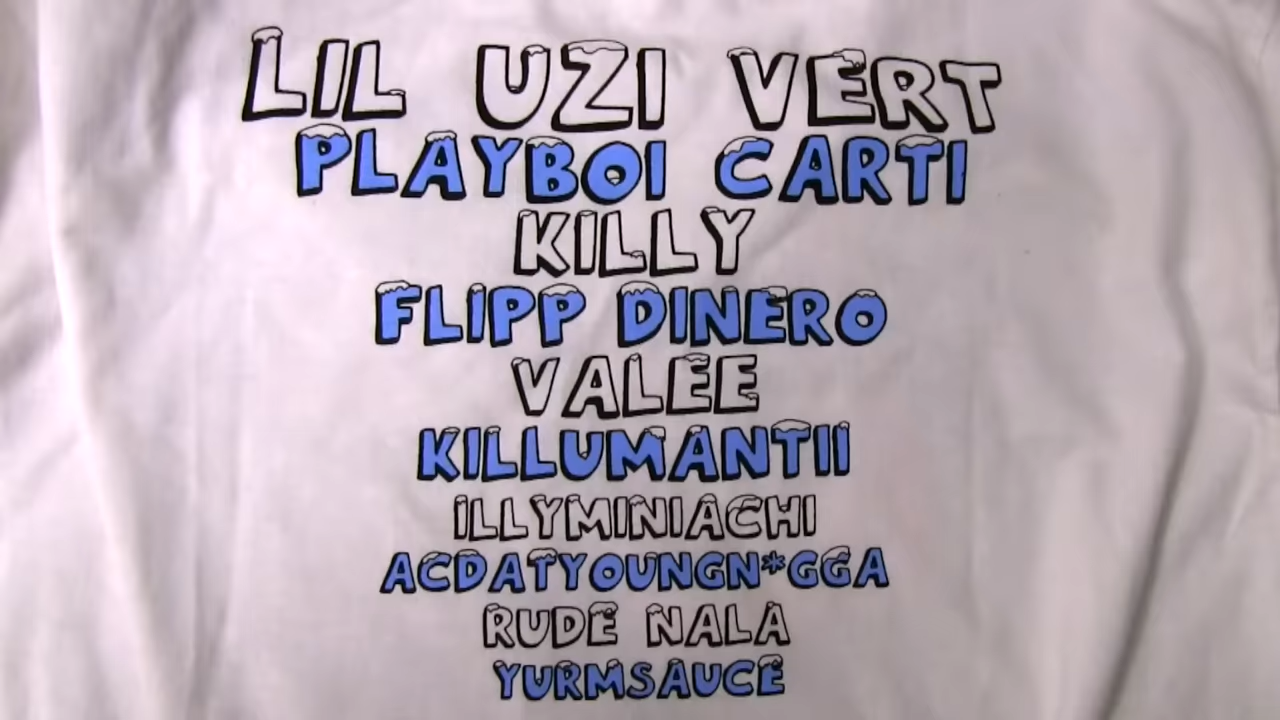 LIL UZI VERT
PLAYBOI CARTI
KILLY
FLIPP DINERO
VALEE
KILLUMANTII
ILLYMINIACHI
ACDATYOUNGN*GGA
RUDE NALA
YURMSAUCE